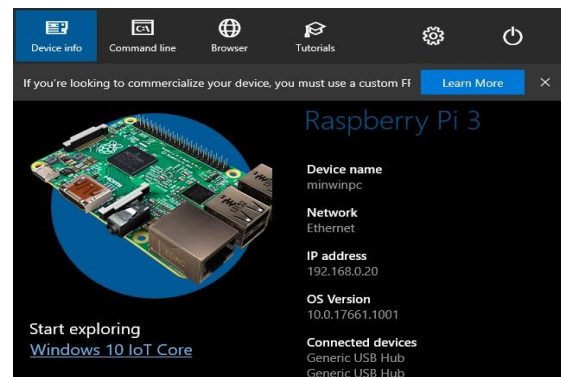 Device info
Command line
Browser
Tutorials
If you're looking to commercialize your device, you must use a custom FF
Learn More
Raspberry Pi 3
Device name
minwinpc
Network
Ethernet
IP address
192.168.0.20
OS Version
10.0.17661.1001
Connected devices
Generic USB Hub
Generic USB Hub
Start exploring
Windows 10 IoT Core